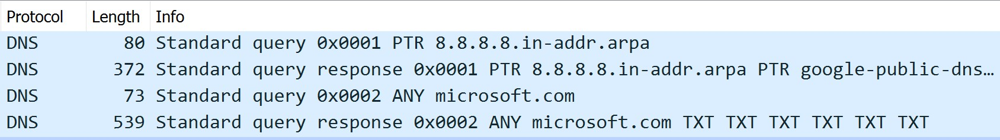 Protocol Length Info
DNS 80 Standard query 0x0001 PTR 8.8.8.8.in-addr.arpa
DNS 372 Standard query response 0x0001 PTR 8.8.8.8.in-addr.arpa PTR google-public-dns…
DNS 73 Standard query 0x0002 ANY microsoft.com
DNS 539 Standard query response 0x0002 ANY microsoft.com TXT TXT TXT TXT TXT TXT